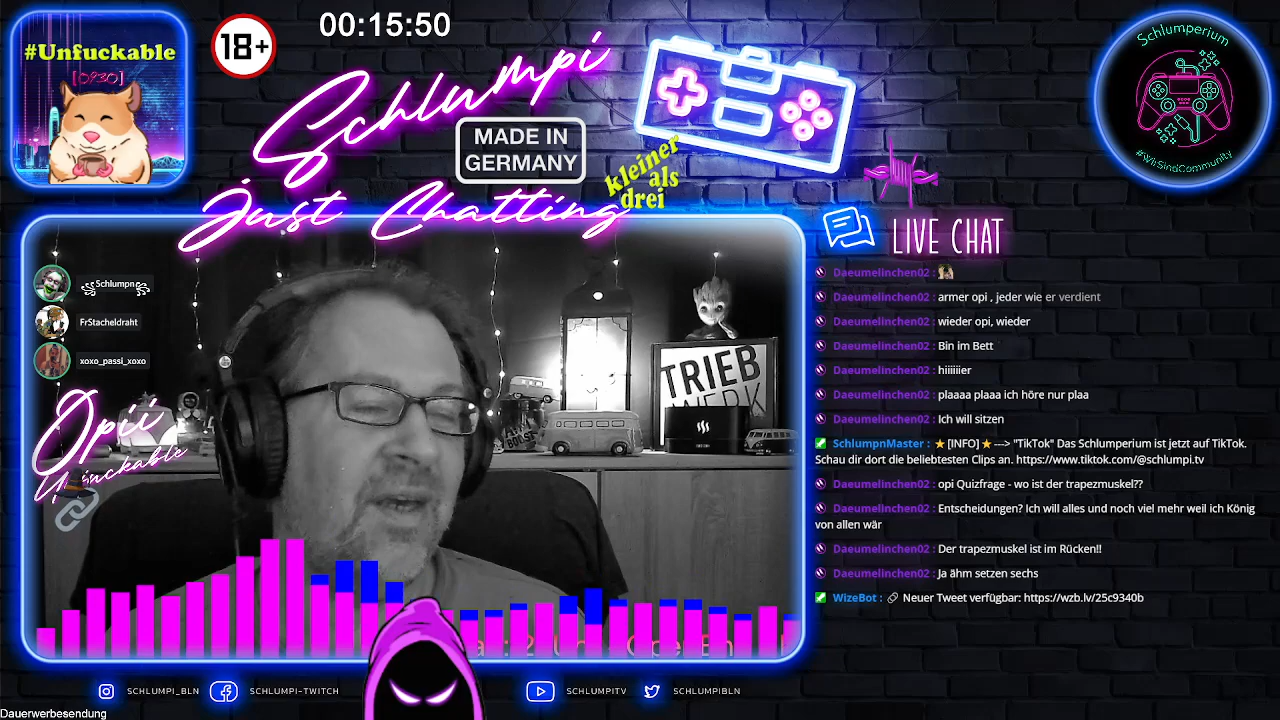 #Unfuckable
[0930]
18+
00:15:50
Schlumpi
MADE IN
GERMANY
kleiner
als
drei
Just Chatting
Schlumperium
#WirSindCommunity
LIVE CHAT
Schlumpn
FrStacheldraht
xoxo_passi_xoxo
Opii
TRIEB
WERK
Daeumelinchen02 :
Daeumelinchen02 : armer opi , jeder wie er verdient
Daeumelinchen02 : wieder opi, wieder
Daeumelinchen02 : Bin im Bett
Daeumelinchen02 : hiiiiiier
Daeumelinchen02 : plaaaa plaaa ich höre nur plaa
Daeumelinchen02 : Ich will sitzen
SchlumpnMaster : ⭐[INFO]⭐---> "TikTok" Das Schlumperium ist jetzt auf TikTok.
Schau dir dort die beliebtesten Clips an. https://www.tiktok.com/@schlumpi.tv
Daeumelinchen02 : opi Quizfrage - wo ist der trapezmuskel??
Daeumelinchen02 : Entscheidungen? Ich will alles und noch viel mehr weil ich König
von allen wär
Daeumelinchen02 : Der trapezmuskel ist im Rücken!!
Daeumelinchen02 : Ja ähm setzen sechs
WizeBot : 🔗 Neuer Tweet verfügbar: https://wzb.lv/25c9340b
SCHLUMPI_BLN
SCHLUMPI-TWITCH
SCHLUMPITV
SCHLUMPIBLN
Dauerwerbesendung